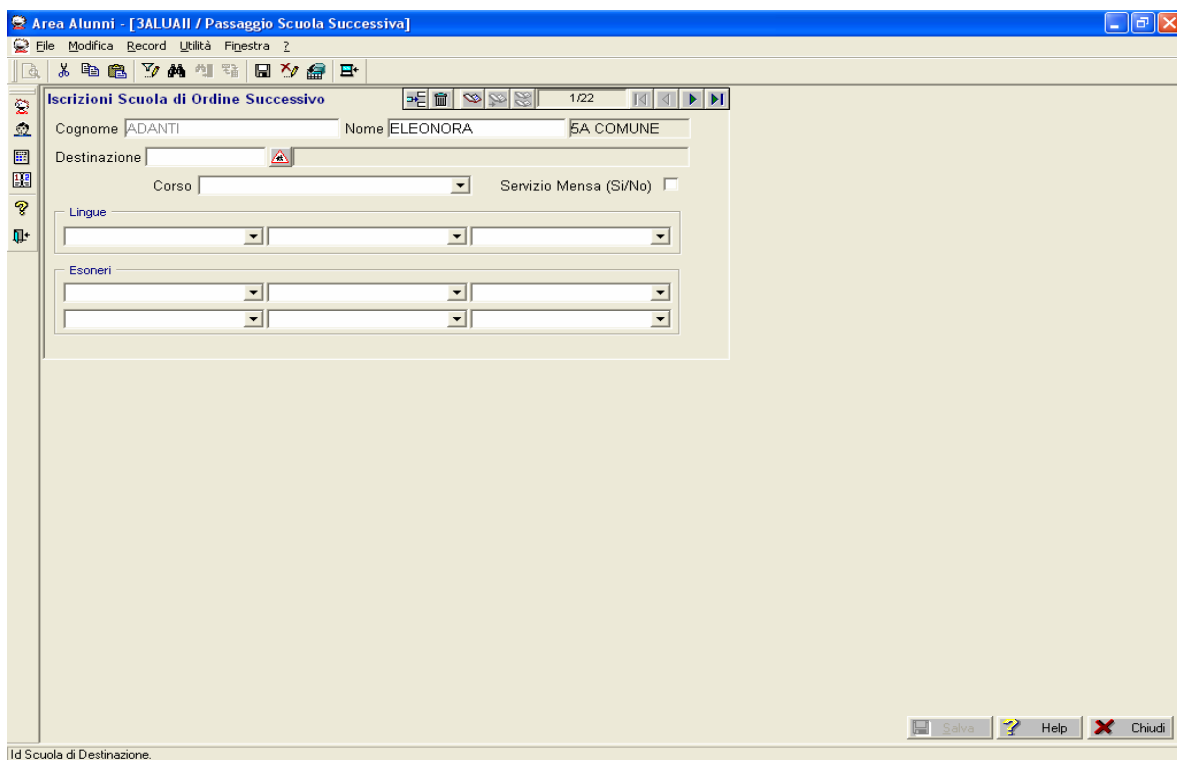 Area Alunni - [3ALUAII / Passaggio Scuola Successiva]
File Modifica Record Utilità Finestra ?
Iscrizioni Scuola di Ordine Successivo 1/22
Cognome ADANTI Nome ELEONORA 5A COMUNE
Destinazione
Corso Servizio Mensa (Si/No)
Lingue
Esoneri
Salva Help Chiudi
Id Scuola di Destinazione.